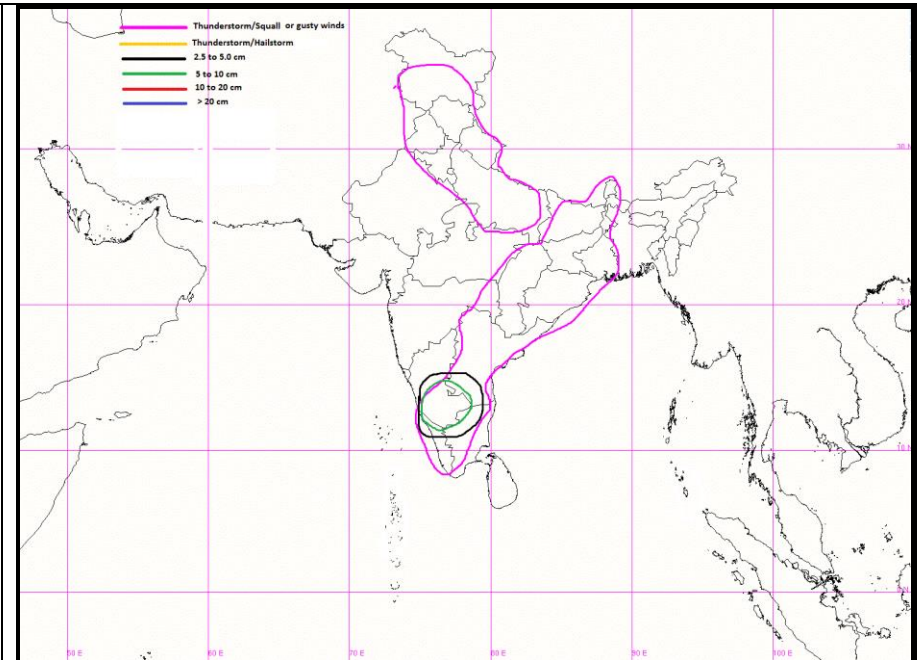 Thunderstorm/Squall or gusty winds
Thunderstorm/Hailstorm
2.5 to 5.0 cm
5 to 10 cm
10 to 20 cm
> 20 cm
30 N
20 N
10 N
60 E
70 E
80 E
90 E
100 E